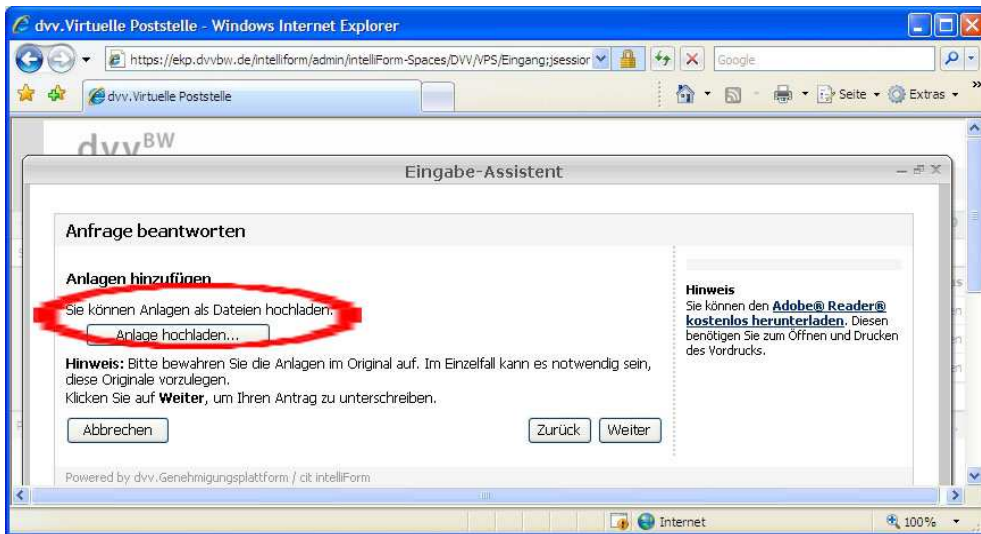 dvv.Virtuelle Poststelle - Windows Internet Explorer
https://ekp.dvvbw.de/intelliform/admin/intelliForm-Spaces/DVV/VPS/Eingang;jsession
Google
dvv.Virtuelle Poststelle
Seite
Extras
dvvBW
Eingabe-Assistent
Anfrage beantworten
Anlagen hinzufügen
Sie können Anlagen als Dateien hochladen.
Anlage hochladen...
Hinweis: Bitte bewahren Sie die Anlagen im Original auf. Im Einzelfall kann es notwendig sein,
diese Originale vorzulegen.
Klicken Sie auf Weiter, um Ihren Antrag zu unterschreiben.
Abbrechen
Zurück
Weiter
Hinweis
Sie können den Adobe® Reader®
kostenlos herunterladen. Diesen
benötigen Sie zum Öffnen und Drucken
des Vordrucks.
Powered by dvv.Genehmigungsplattform / cit intelliForm
Internet
100%